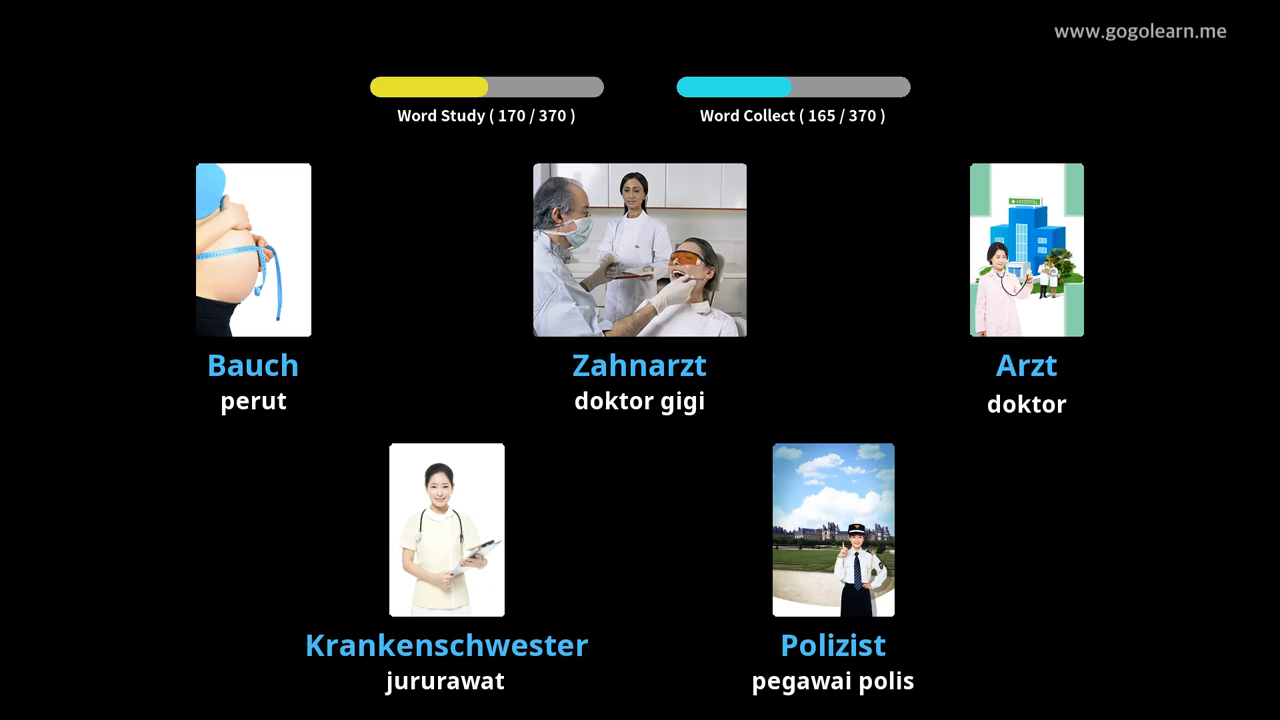 www.gogolearn.me
Word Study ( 170 / 370 )
Word Collect ( 165 / 370 )
HOSPITAL
Bauch
perut
Zahnarzt
doktor gigi
Arzt
doktor
Krankenschwester
jururawat
Polizist
pegawai polis